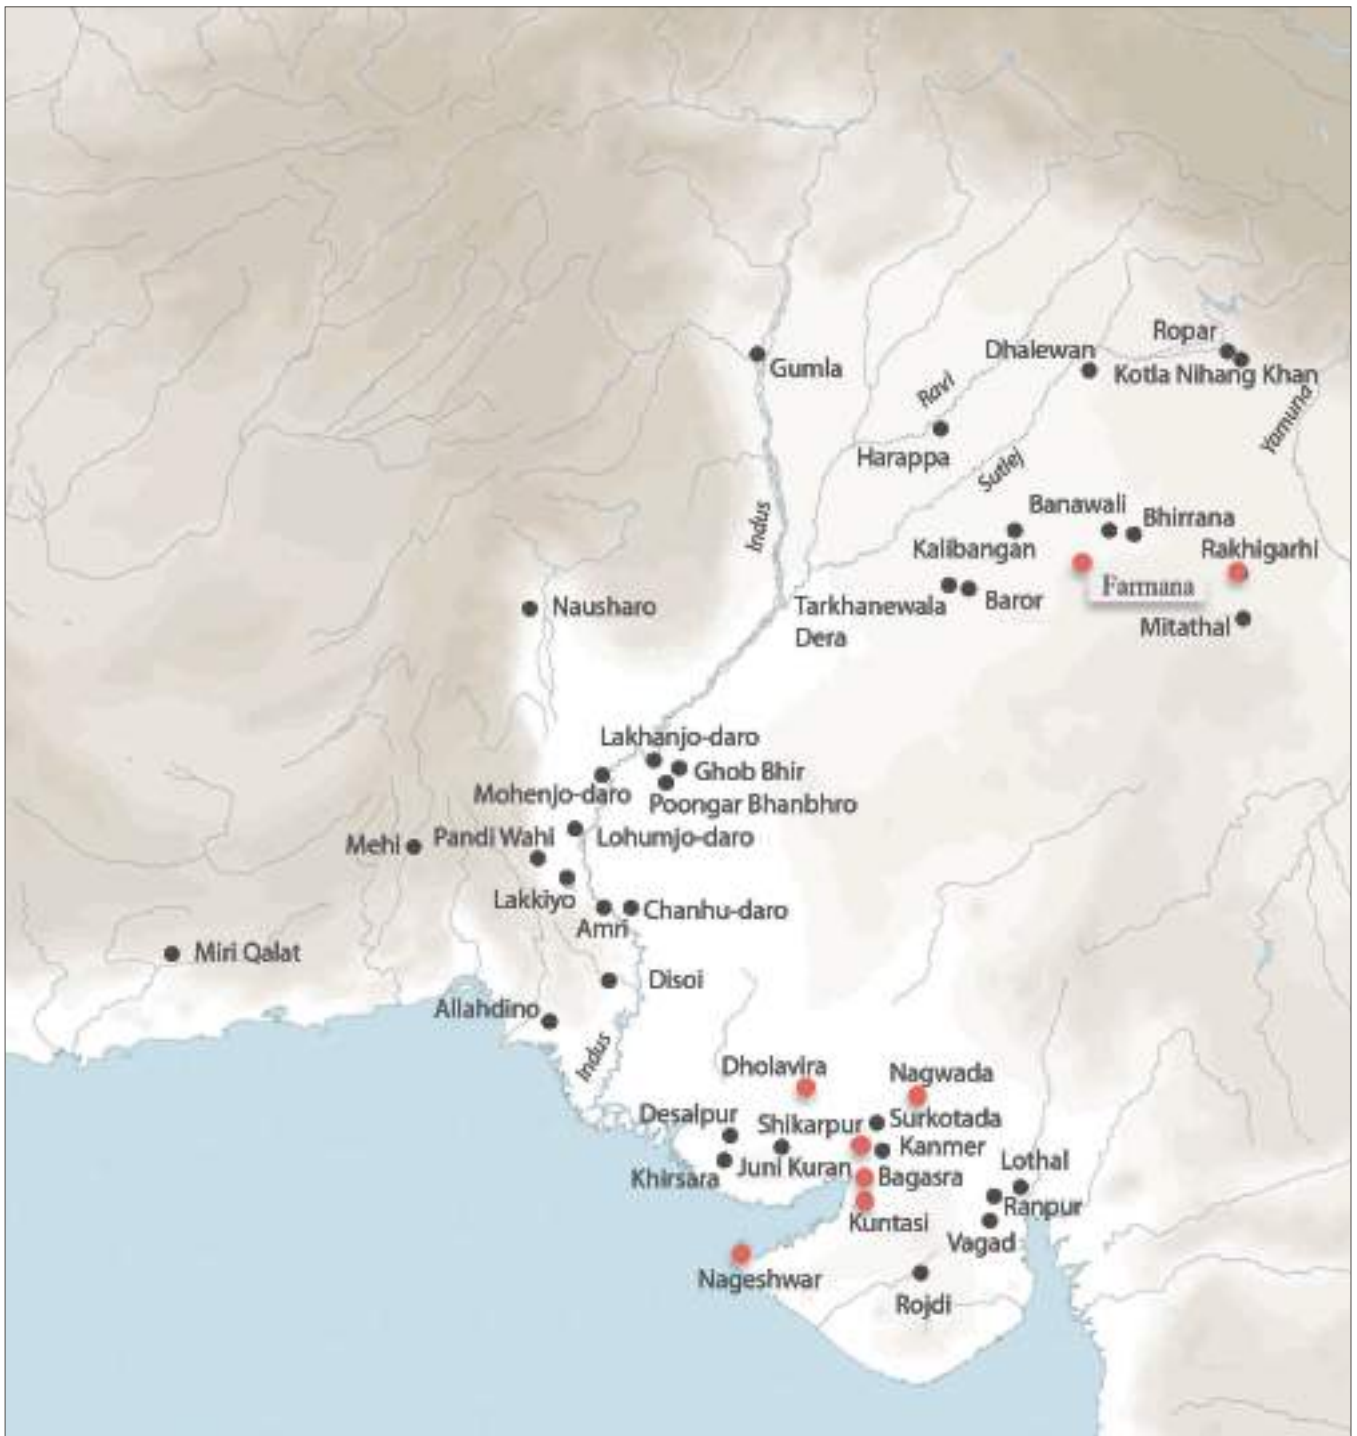 Ropar
Dhalewan
Gumla
Kotla Nihang Khan
Ravi
Yamuna
Harappa
Sutlej
Indus
Banawali
Bhirrana
Kalibangan
Rakhigarhi
Farmana
Nausharo
Tarkhanewala
Dera
Baror
Mitathal
Lakhanjo-daro
Ghob Bhir
Mohenjo-daro
Poongar Bhanbhro
Mehi
Pandi Wahi
Lohumjo-daro
Lakkiyo
Chanhu-daro
Amri
Miri Qalat
Disoi
Allahdino
Indus
Dholavira
Nagwada
Desalpur
Shikarpur
Surkotada
Kanmer
Lothal
Khirsara
Juni Kuran
Bagasra
Ranpur
Kuntasi
Vagad
Nageshwar
Rojdi